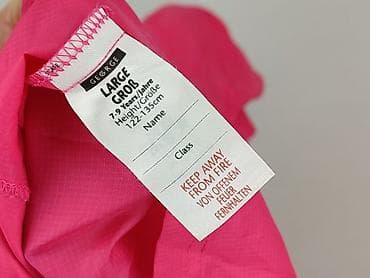 GEORGE
LARGE
GROß
7-9 Years/Jahre
Height/Größe
122-135cm
Name
Class
KEEP AWAY
FROM FIRE
VON OFFENEM
FEUER
FERNHALTEN